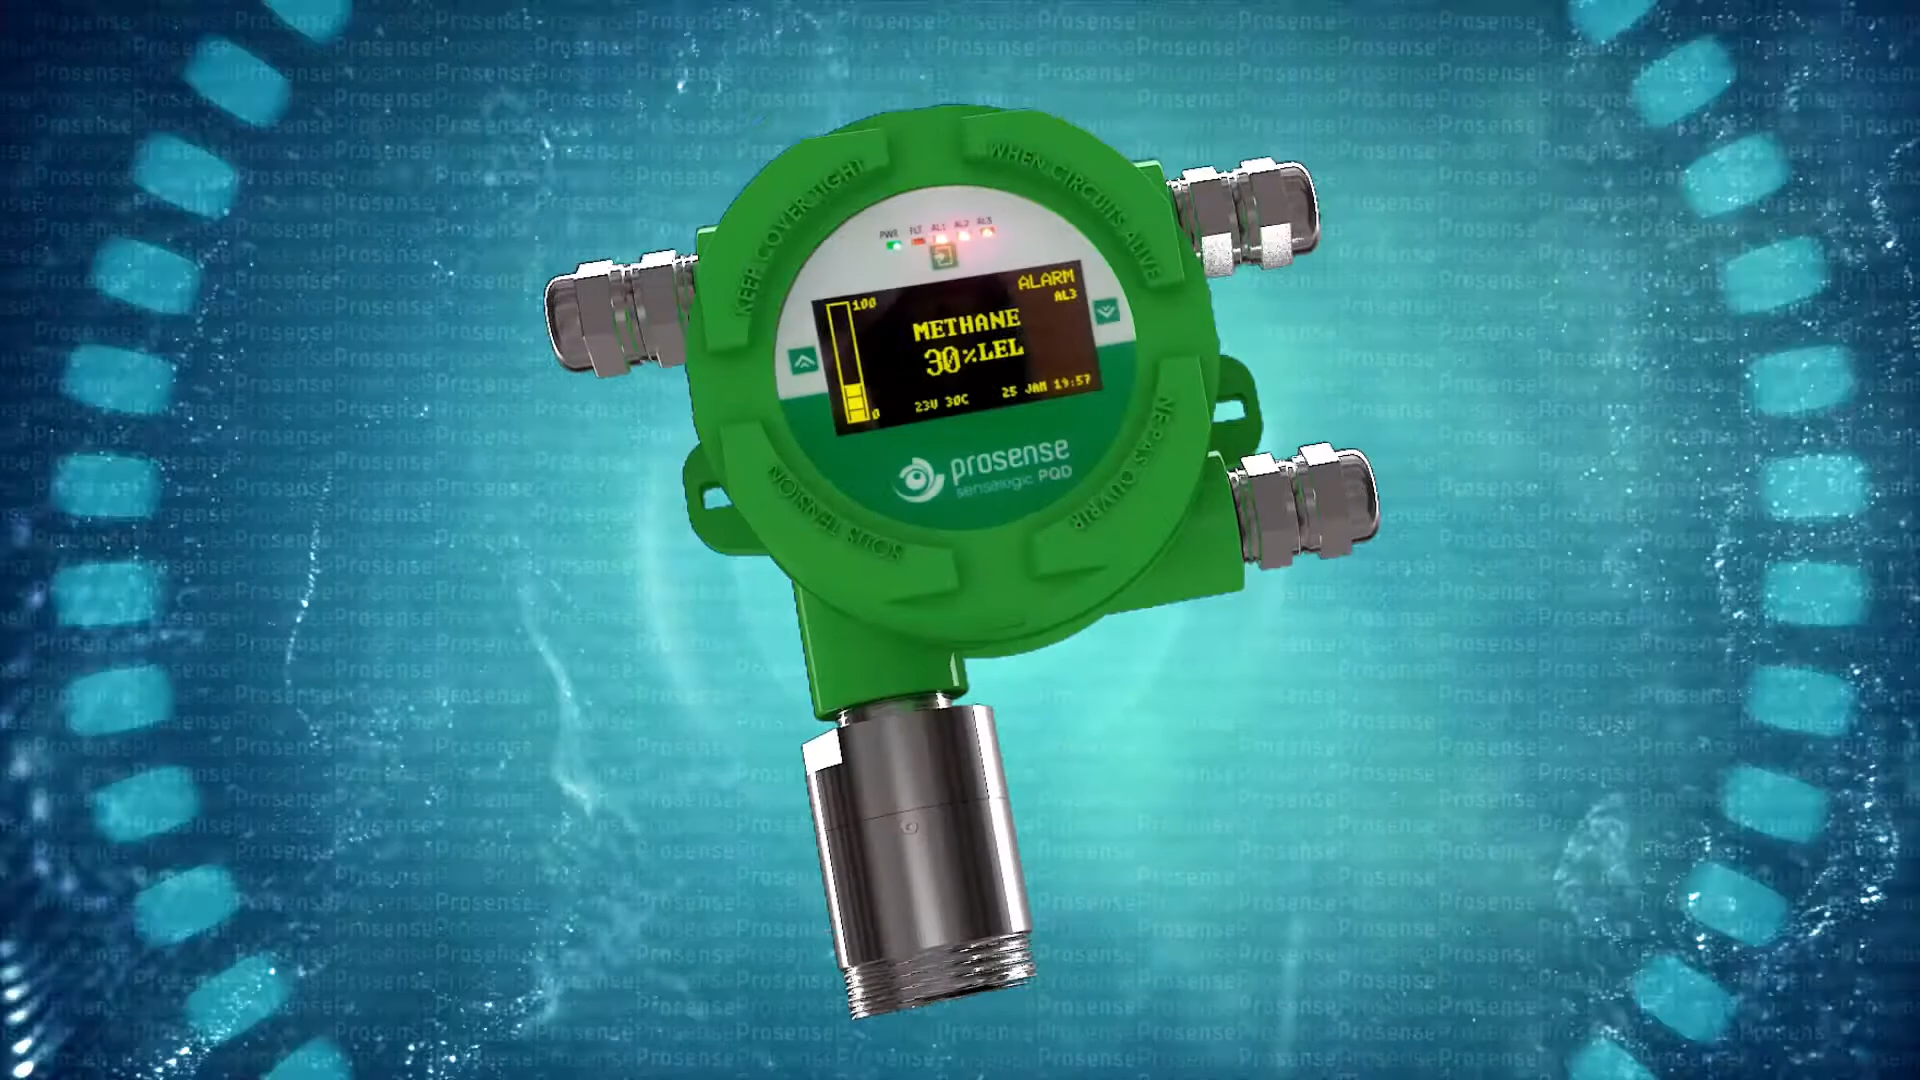 KEEP COVER TIGHT
WHEN CIRCUITS ALIVE
PWR FLT AL1 AL2 AL3
ALARM
AL3
100
METHANE
30%LEL
0
23V 30C
25 JAN 19:57
prosense
senselogic PQD
NE PAS OUVRIR
SOUS TENSION
Prosense